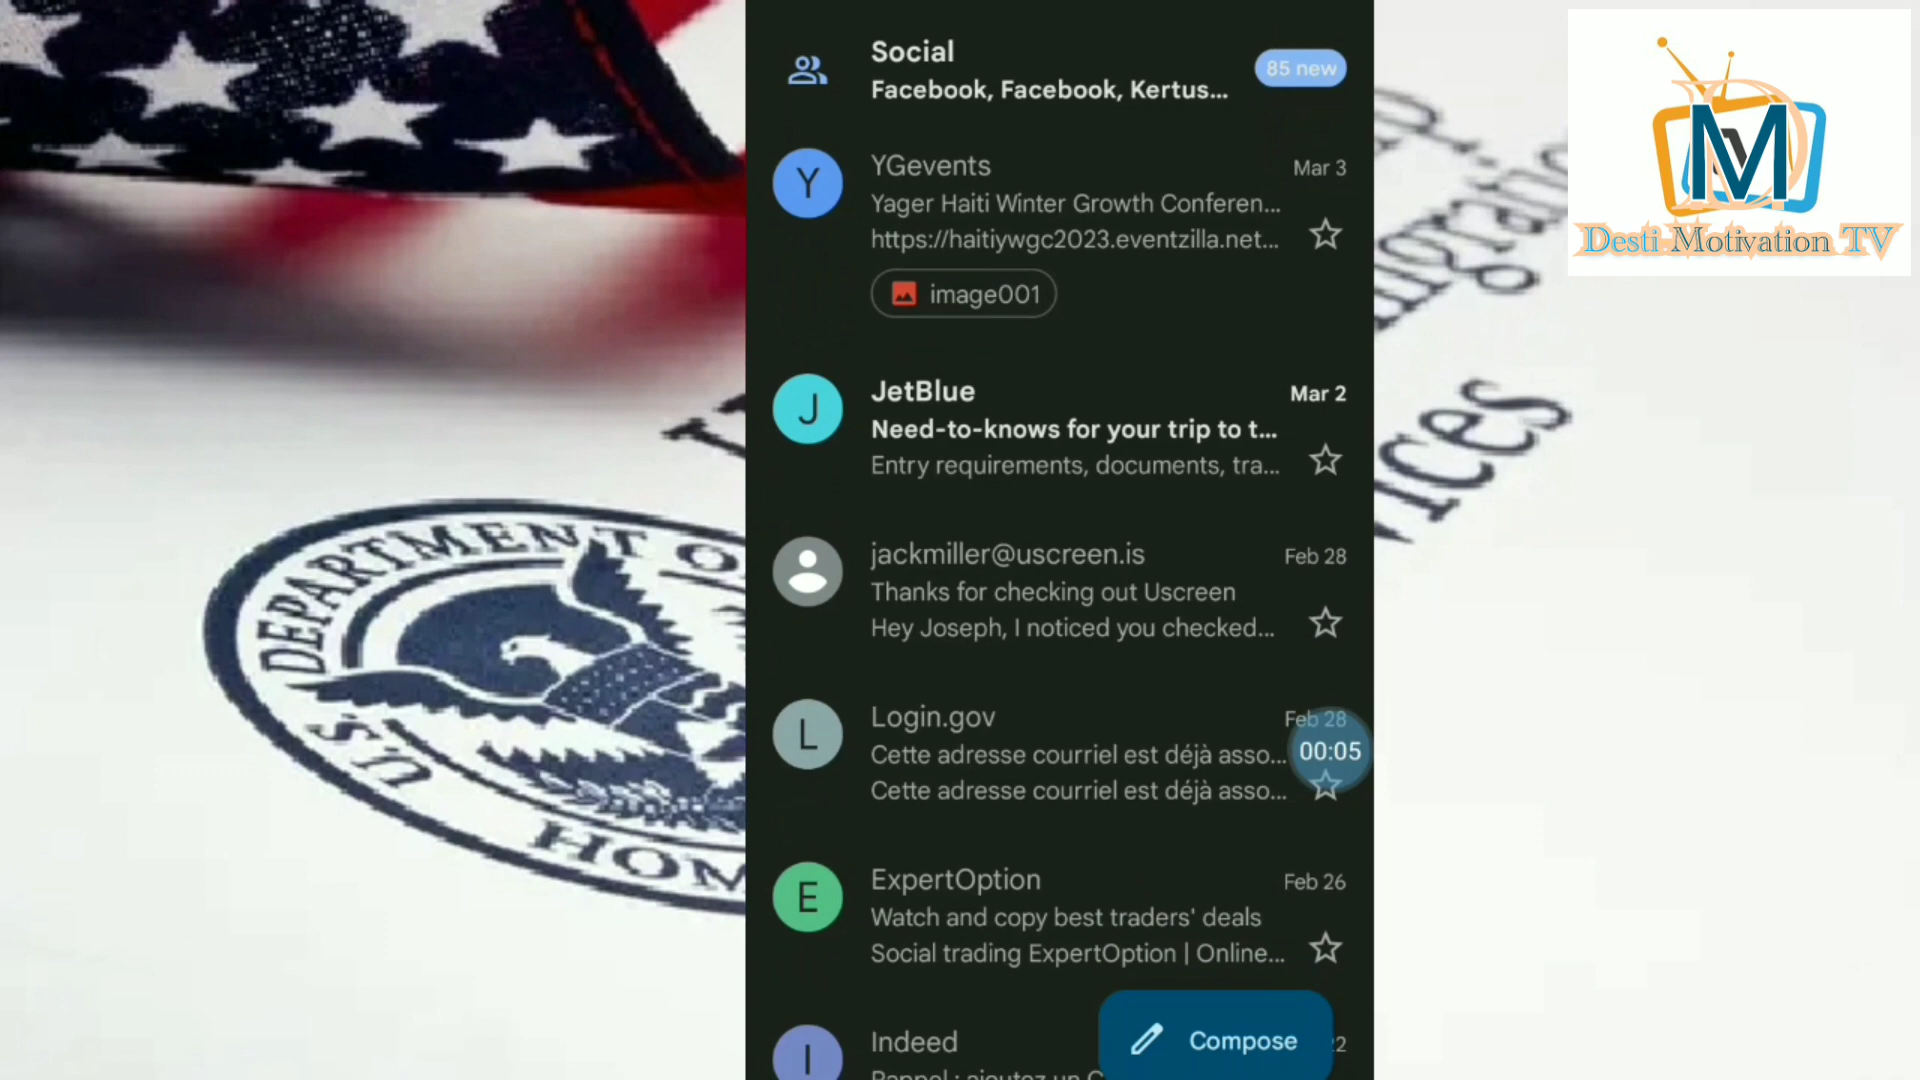 Social
85 new
Facebook, Facebook, Kertus...
YGevents
Mar 3
Yager Haiti Winter Growth Conferen...
https://haitiywgc2023.eventzilla.net...
image001
JetBlue
Mar 2
Need-to-knows for your trip to t...
Entry requirements, documents, tra...
jackmiller@uscreen.is
Feb 28
Thanks for checking out Uscreen
Hey Joseph, I noticed you checked...
L
Login.gov
Feb 28
Cette adresse courriel est déjà asso...
00:05
Cette adresse courriel est déjà asso...
E
ExpertOption
Feb 26
Watch and copy best traders' deals
Social trading ExpertOption | Online...
I
Indeed
Compose
Y
J
M
Desti Motivation TV
DEPARTMENT O
U.S.
HOM
vices